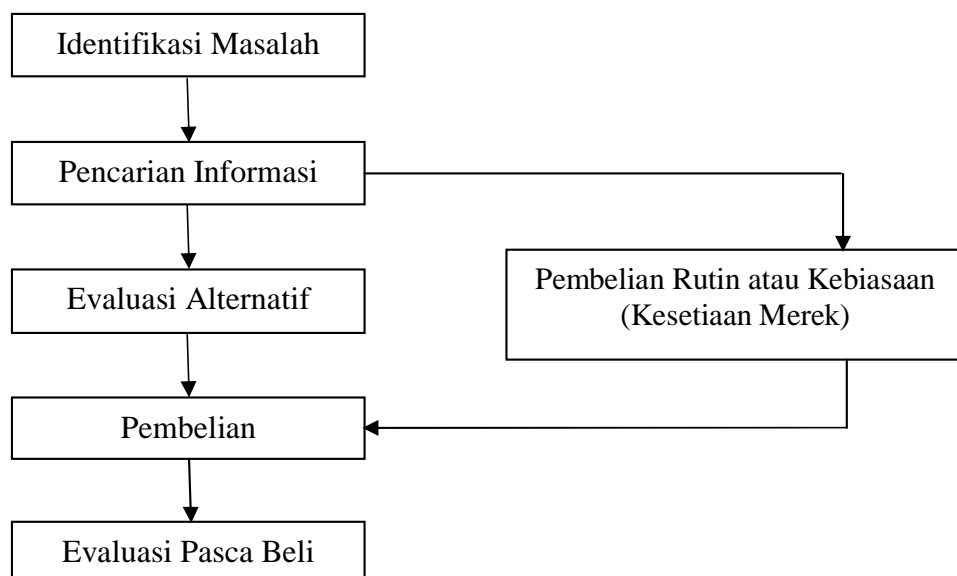 Identifikasi Masalah
Pencarian Informasi
Evaluasi Alternatif
Pembelian Rutin atau Kebiasaan
(Kesetiaan Merek)
Pembelian
Evaluasi Pasca Beli